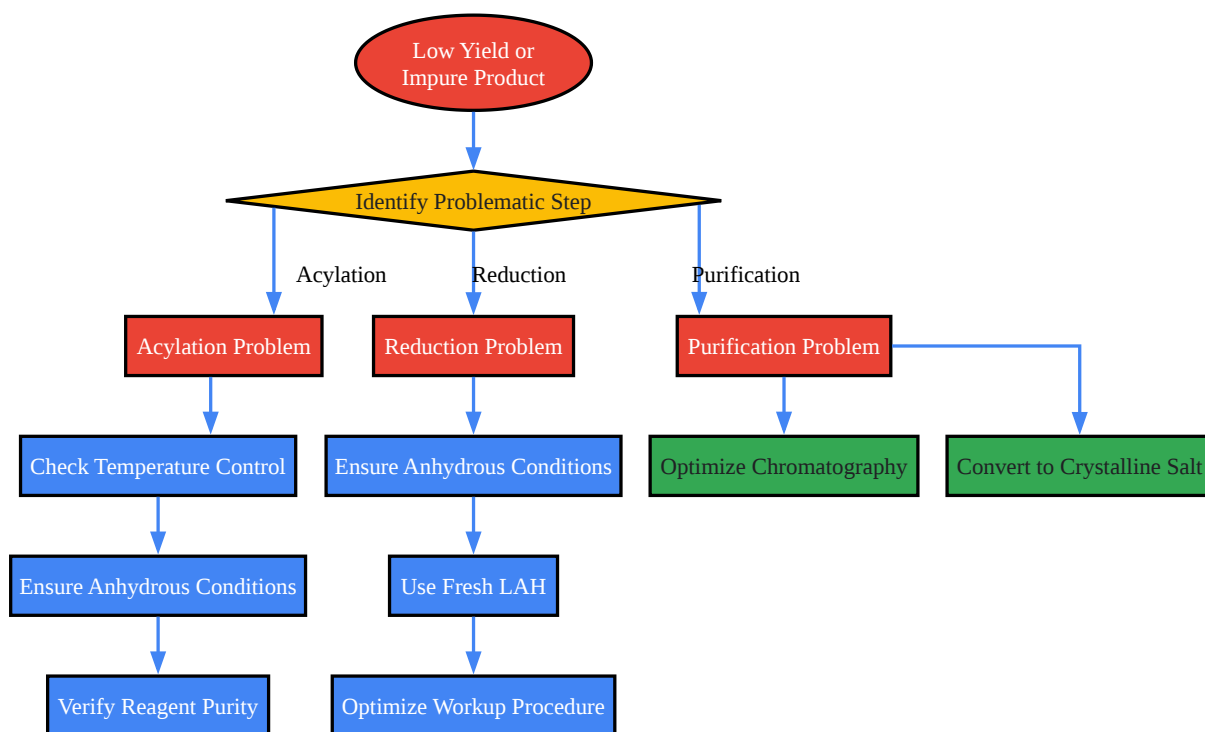 Low Yield or
Impure Product
Identify Problematic Step
Acylation
Reduction
Purification
Acylation Problem
Reduction Problem
Purification Problem
Check Temperature Control
Ensure Anhydrous Conditions
Optimize Chromatography
Convert to Crystalline Salt
Ensure Anhydrous Conditions
Use Fresh LAH
Verify Reagent Purity
Optimize Workup Procedure